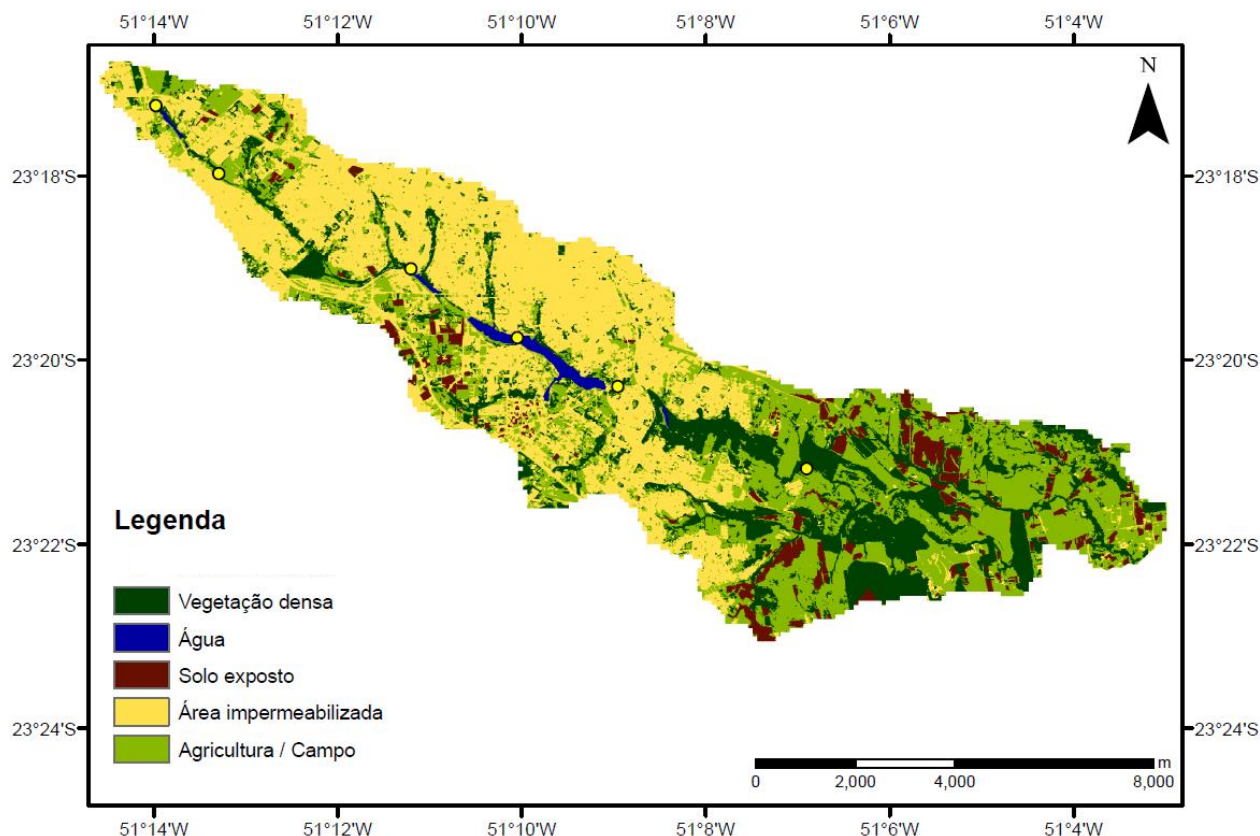 51°14'W 51°12'W 51°10'W 51°8'W 51°6'W 51°4'W
N
23°18'S 23°18'S
23°20'S 23°20'S
23°22'S 23°22'S
Legenda
Vegetação densa
Água
Solo exposto
Área impermeabilizada
Agricultura / Campo
23°24'S 23°24'S
m
0 2,000 4,000 8,000
51°14'W 51°12'W 51°10'W 51°8'W 51°6'W 51°4'W